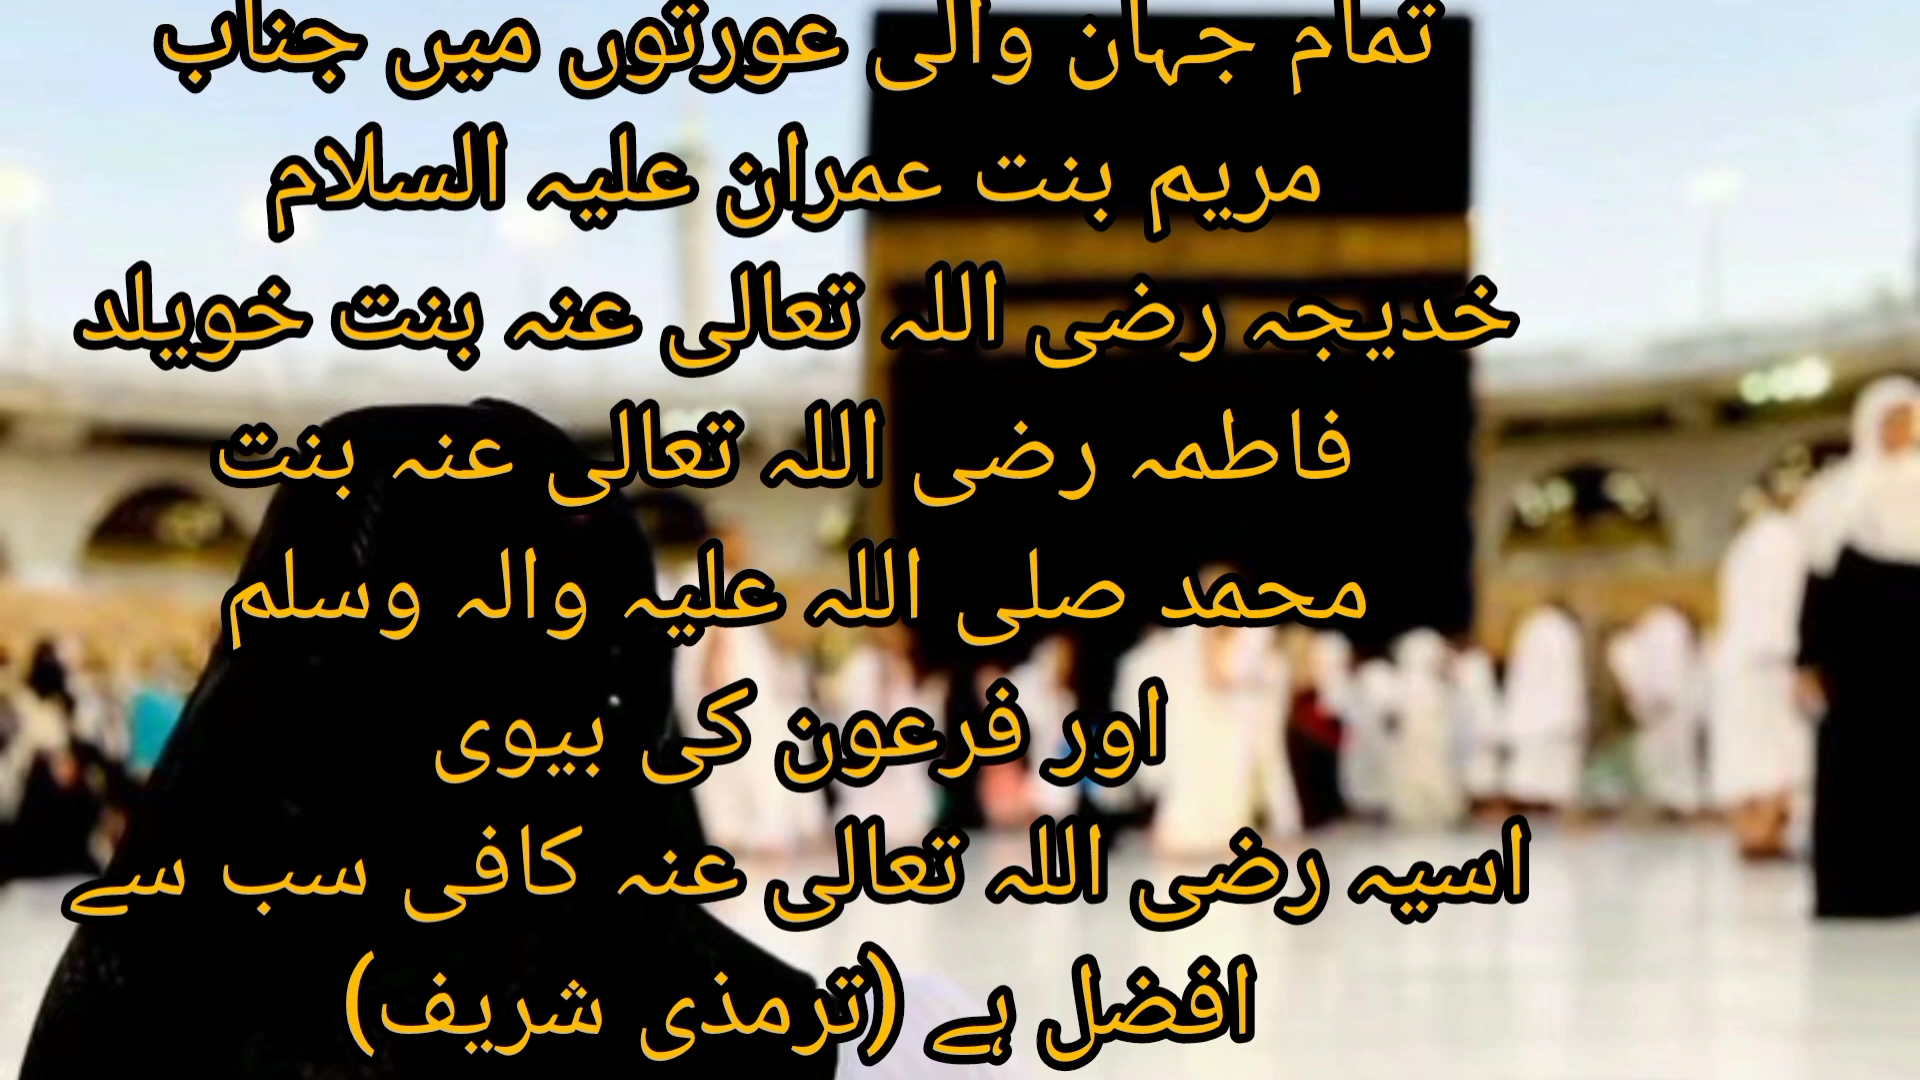 تمام جہان والی عورتوں میں جناب
مریم بنت عمران علیہ السلام
خدیجہ رضی اللہ تعالی عنہ بنت خویلد
فاطمہ رضی اللہ تعالی عنہ بنت
محمد صلی اللہ علیہ والہ وسلم
اور فرعون کی بیوی
اسیہ رضی اللہ تعالی عنہ کافی سب سے
افضل ہے (ترمذی شریف)